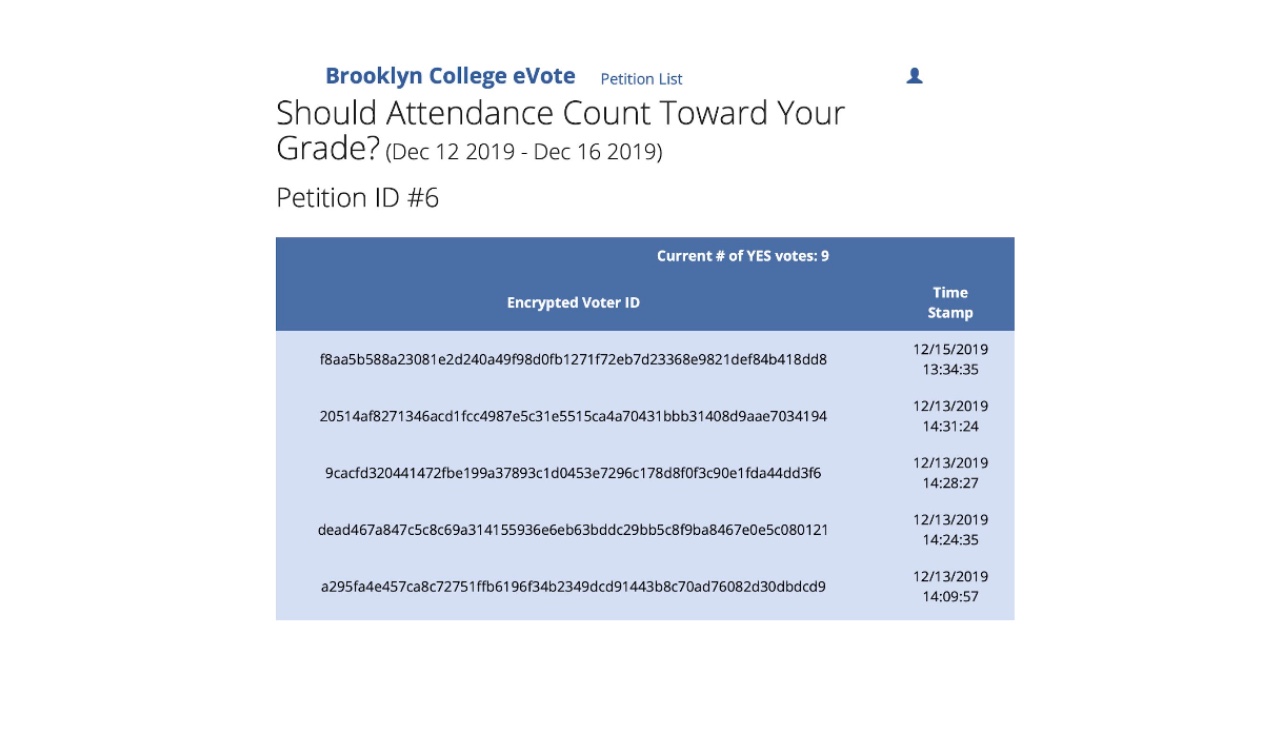 Brooklyn College eVote Petition List
Should Attendance Count Toward Your
Grade? (Dec 12 2019 - Dec 16 2019)
Petition ID #6
Current # of YES votes: 9
Encrypted Voter ID Time Stamp
f8aa5b588a23081e2d240a49f98d0fb1271f72eb7d23368e9821def84b418dd8 12/15/2019
13:34:35
20514af8271346acd1fcc4987e5c31e5515ca4a70431bbb31408d9aae7034194 12/13/2019
14:31:24
9cacfd320441472fbe199a37893c1d0453e7296c178d8f0f3c90e1fda44dd3f6 12/13/2019
14:28:27
dead467a847c5c8c69a314155936e6eb63bddc29bb5c8f9ba8467e0e5c080121 12/13/2019
14:24:35
a295fa4e457ca8c72751ffb6196f34b2349dcd91443b8c70ad76082d30dbdcd9 12/13/2019
14:09:57